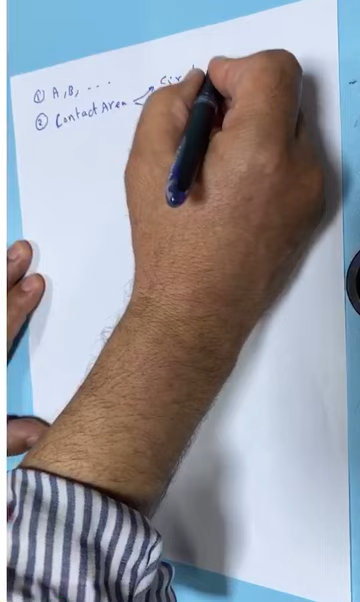 ① A, B, ...
② Contact Area